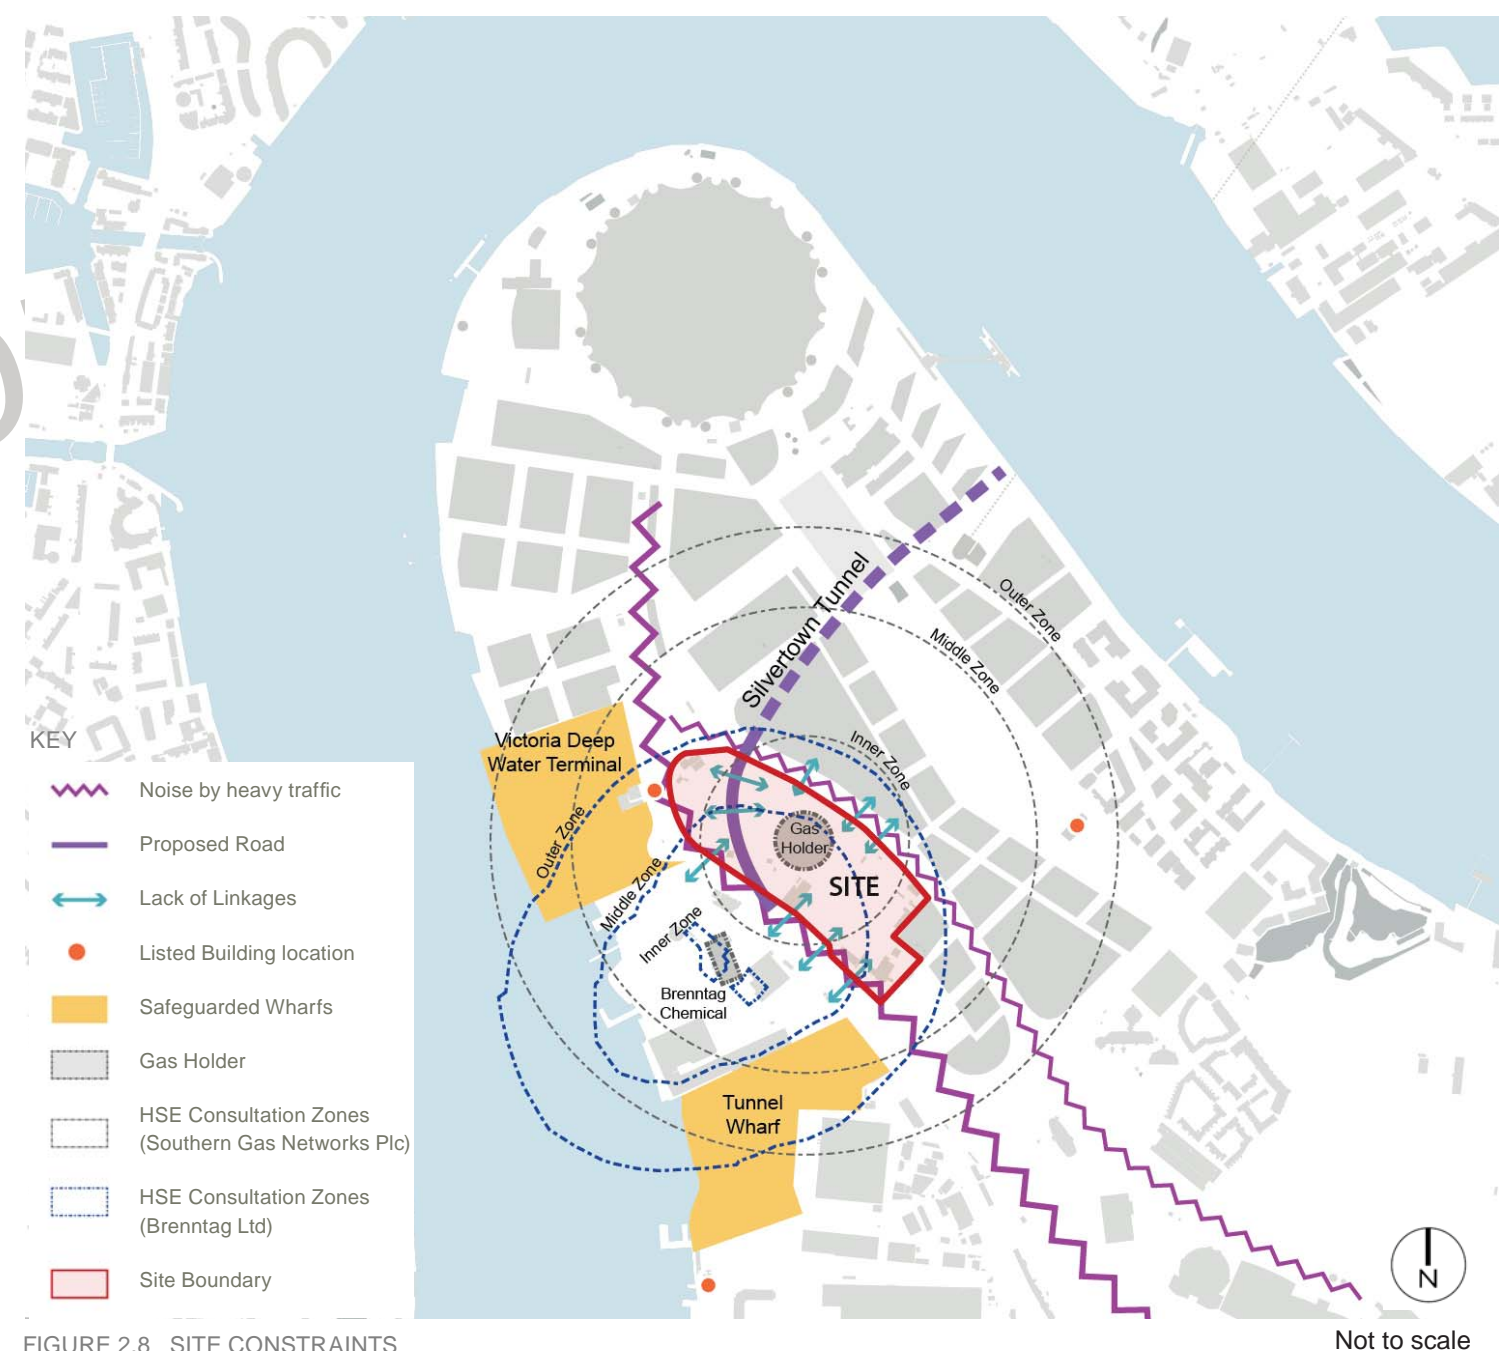 Silvertown Tunnel
Outer Zone
Middle Zone
Inner Zone
Victoria Deep
Water Terminal
Outer Zone
Middle Zone
Inner Zone
Gas
Holder
SITE
Brenntag
Chemical
Tunnel
Wharf
KEY
Noise by heavy traffic
Proposed Road
Lack of Linkages
Listed Building location
Safeguarded Wharfs
Gas Holder
HSE Consultation Zones
(Southern Gas Networks Plc)
HSE Consultation Zones
(Brenntag Ltd)
Site Boundary
N
FIGURE 2.8 SITE CONSTRAINTS
Not to scale